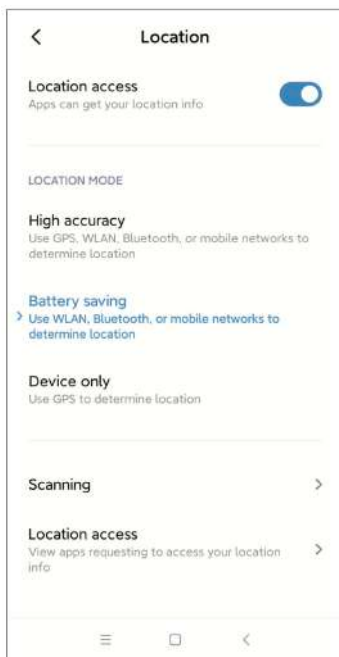 Location
Location access
Apps can get your location info
LOCATION MODE
High accuracy
Use GPS, WLAN, Bluetooth, or mobile networks to
determine location
Battery saving
Use WLAN, Bluetooth, or mobile networks to
determine location
Device only
Use GPS to determine location
Scanning
Location access
View apps requesting to access your location
info